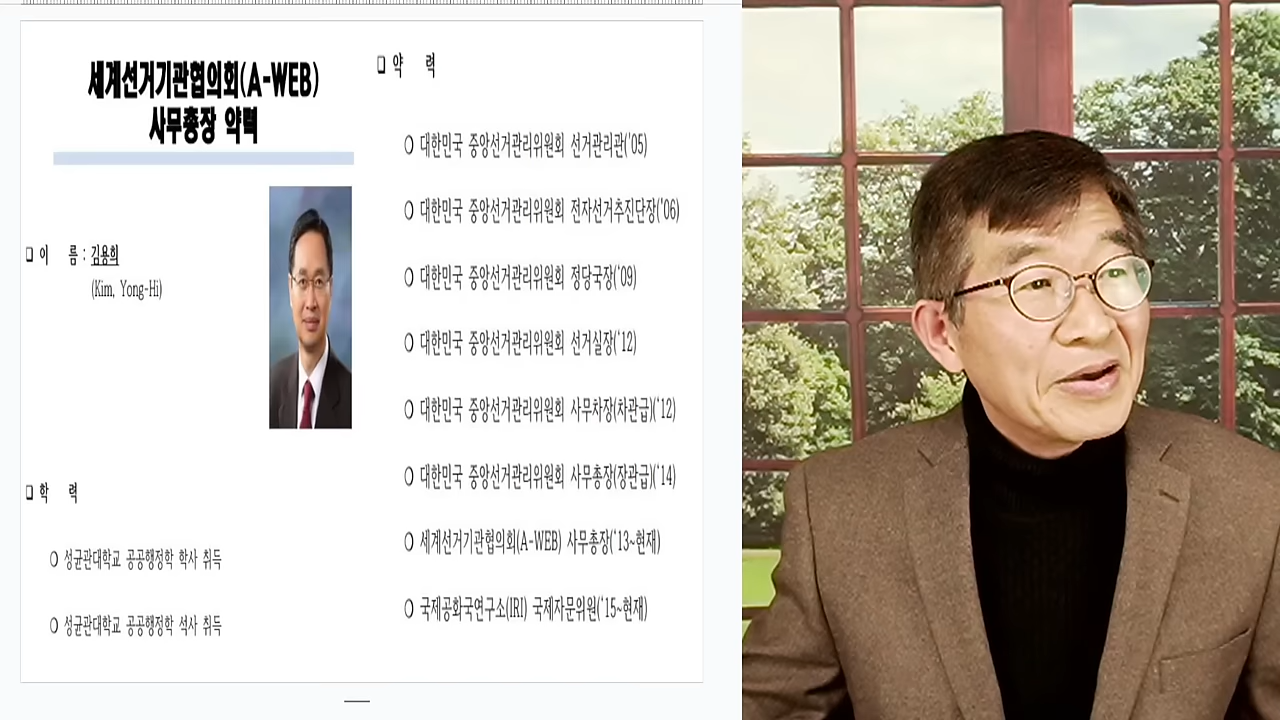 세계선거기관협의회(A-WEB)
사무총장 약력
❑ 이 름 : 김용희
(Kim, Yong-Hi)
❑ 학 력
❍ 성균관대학교 공공행정학 학사 취득
❍ 성균관대학교 공공행정학 석사 취득
❑ 약 력
❍ 대한민국 중앙선거관리위원회 선거관리관('05)
❍ 대한민국 중앙선거관리위원회 전자선거추진단장('06)
❍ 대한민국 중앙선거관리위원회 정당국장('09)
❍ 대한민국 중앙선거관리위원회 선거실장('12)
❍ 대한민국 중앙선거관리위원회 사무차장(차관급)('12)
❍ 대한민국 중앙선거관리위원회 사무총장(장관급)('14)
❍ 세계선거기관협의회(A-WEB) 사무총장('13~현재)
❍ 국제공화국연구소(IRI) 국제자문위원('15~현재)